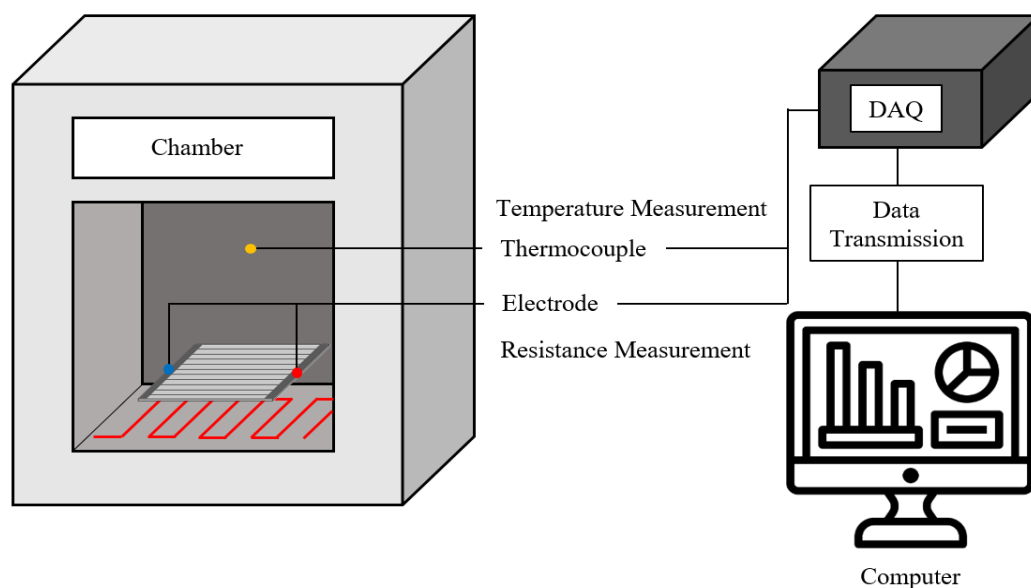 Chamber
Temperature Measurement
Thermocouple
Electrode
Resistance Measurement
DAQ
Data
Transmission
Computer